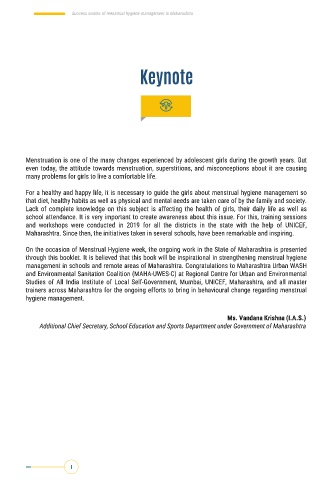 Success Stories of Menstrual Hygiene Management in Maharashtra
Keynote
Menstruation is one of the many changes experienced by adolescent girls during the growth years. But
even today, the attitude towards menstruation, superstitions, and misconceptions about it are causing
many problems for girls to live a comfortable life.
For a healthy and happy life, it is necessary to guide the girls about menstrual hygiene management so
that diet, healthy habits as well as physical and mental needs are taken care of by the family and society.
Lack of complete knowledge on this subject is affecting the health of girls, their daily life as well as
school attendance. It is very important to create awareness about this issue. For this, training sessions
and workshops were conducted in 2019 for all the districts in the state with the help of UNICEF,
Maharashtra. Since then, the initiatives taken in several schools, have been remarkable and inspiring.
On the occasion of Menstrual Hygiene week, the ongoing work in the State of Maharashtra is presented
through this booklet. It is believed that this book will be inspirational in strengthening menstrual hygiene
management in schools and remote areas of Maharashtra. Congratulations to Maharashtra Urban WASH
and Environmental Sanitation Coalition (MAHA-UWES-C) at Regional Centre for Urban and Environmental
Studies of All India Institute of Local Self-Government, Mumbai, UNICEF, Maharashtra, and all master
trainers across Maharashtra for the ongoing efforts to bring in behavioural change regarding menstrual
hygiene management.
Ms. Vandana Krishna (I.A.S.)
Additional Chief Secretary, School Education and Sports Department under Government of Maharashtra
I